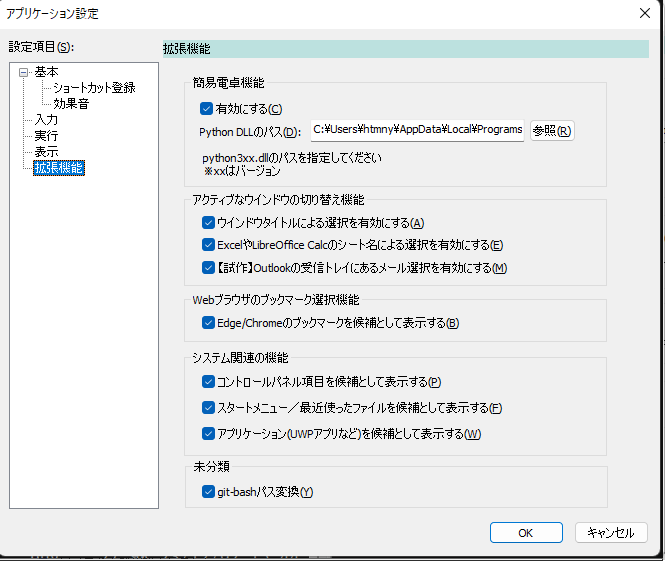 アプリケーション設定
設定項目(S):
基本
ショートカット登録
効果音
入力
実行
表示
拡張機能
拡張機能
簡易電卓機能
有効にする(C)
Python DLLのパス(D):
C:¥Users¥htmny¥AppData¥Local¥Programs
参照(R)
python3xx.dllのパスを指定してください
※xxはバージョン
アクティブなウインドウの切り替え機能
ウインドウタイトルによる選択を有効にする(A)
ExcelやLibreOffice Calcのシート名による選択を有効にする(E)
【試作】Outlookの受信トレイにあるメール選択を有効にする(M)
Webブラウザのブックマーク選択機能
Edge/Chromeのブックマークを候補として表示する(B)
システム関連の機能
コントロールパネル項目を候補として表示する(P)
スタートメニュー/最近使ったファイルを候補として表示する(F)
アプリケーション(UWPアプリなど)を候補として表示する(W)
未分類
git-bashパス変換(Y)
OK
キャンセル